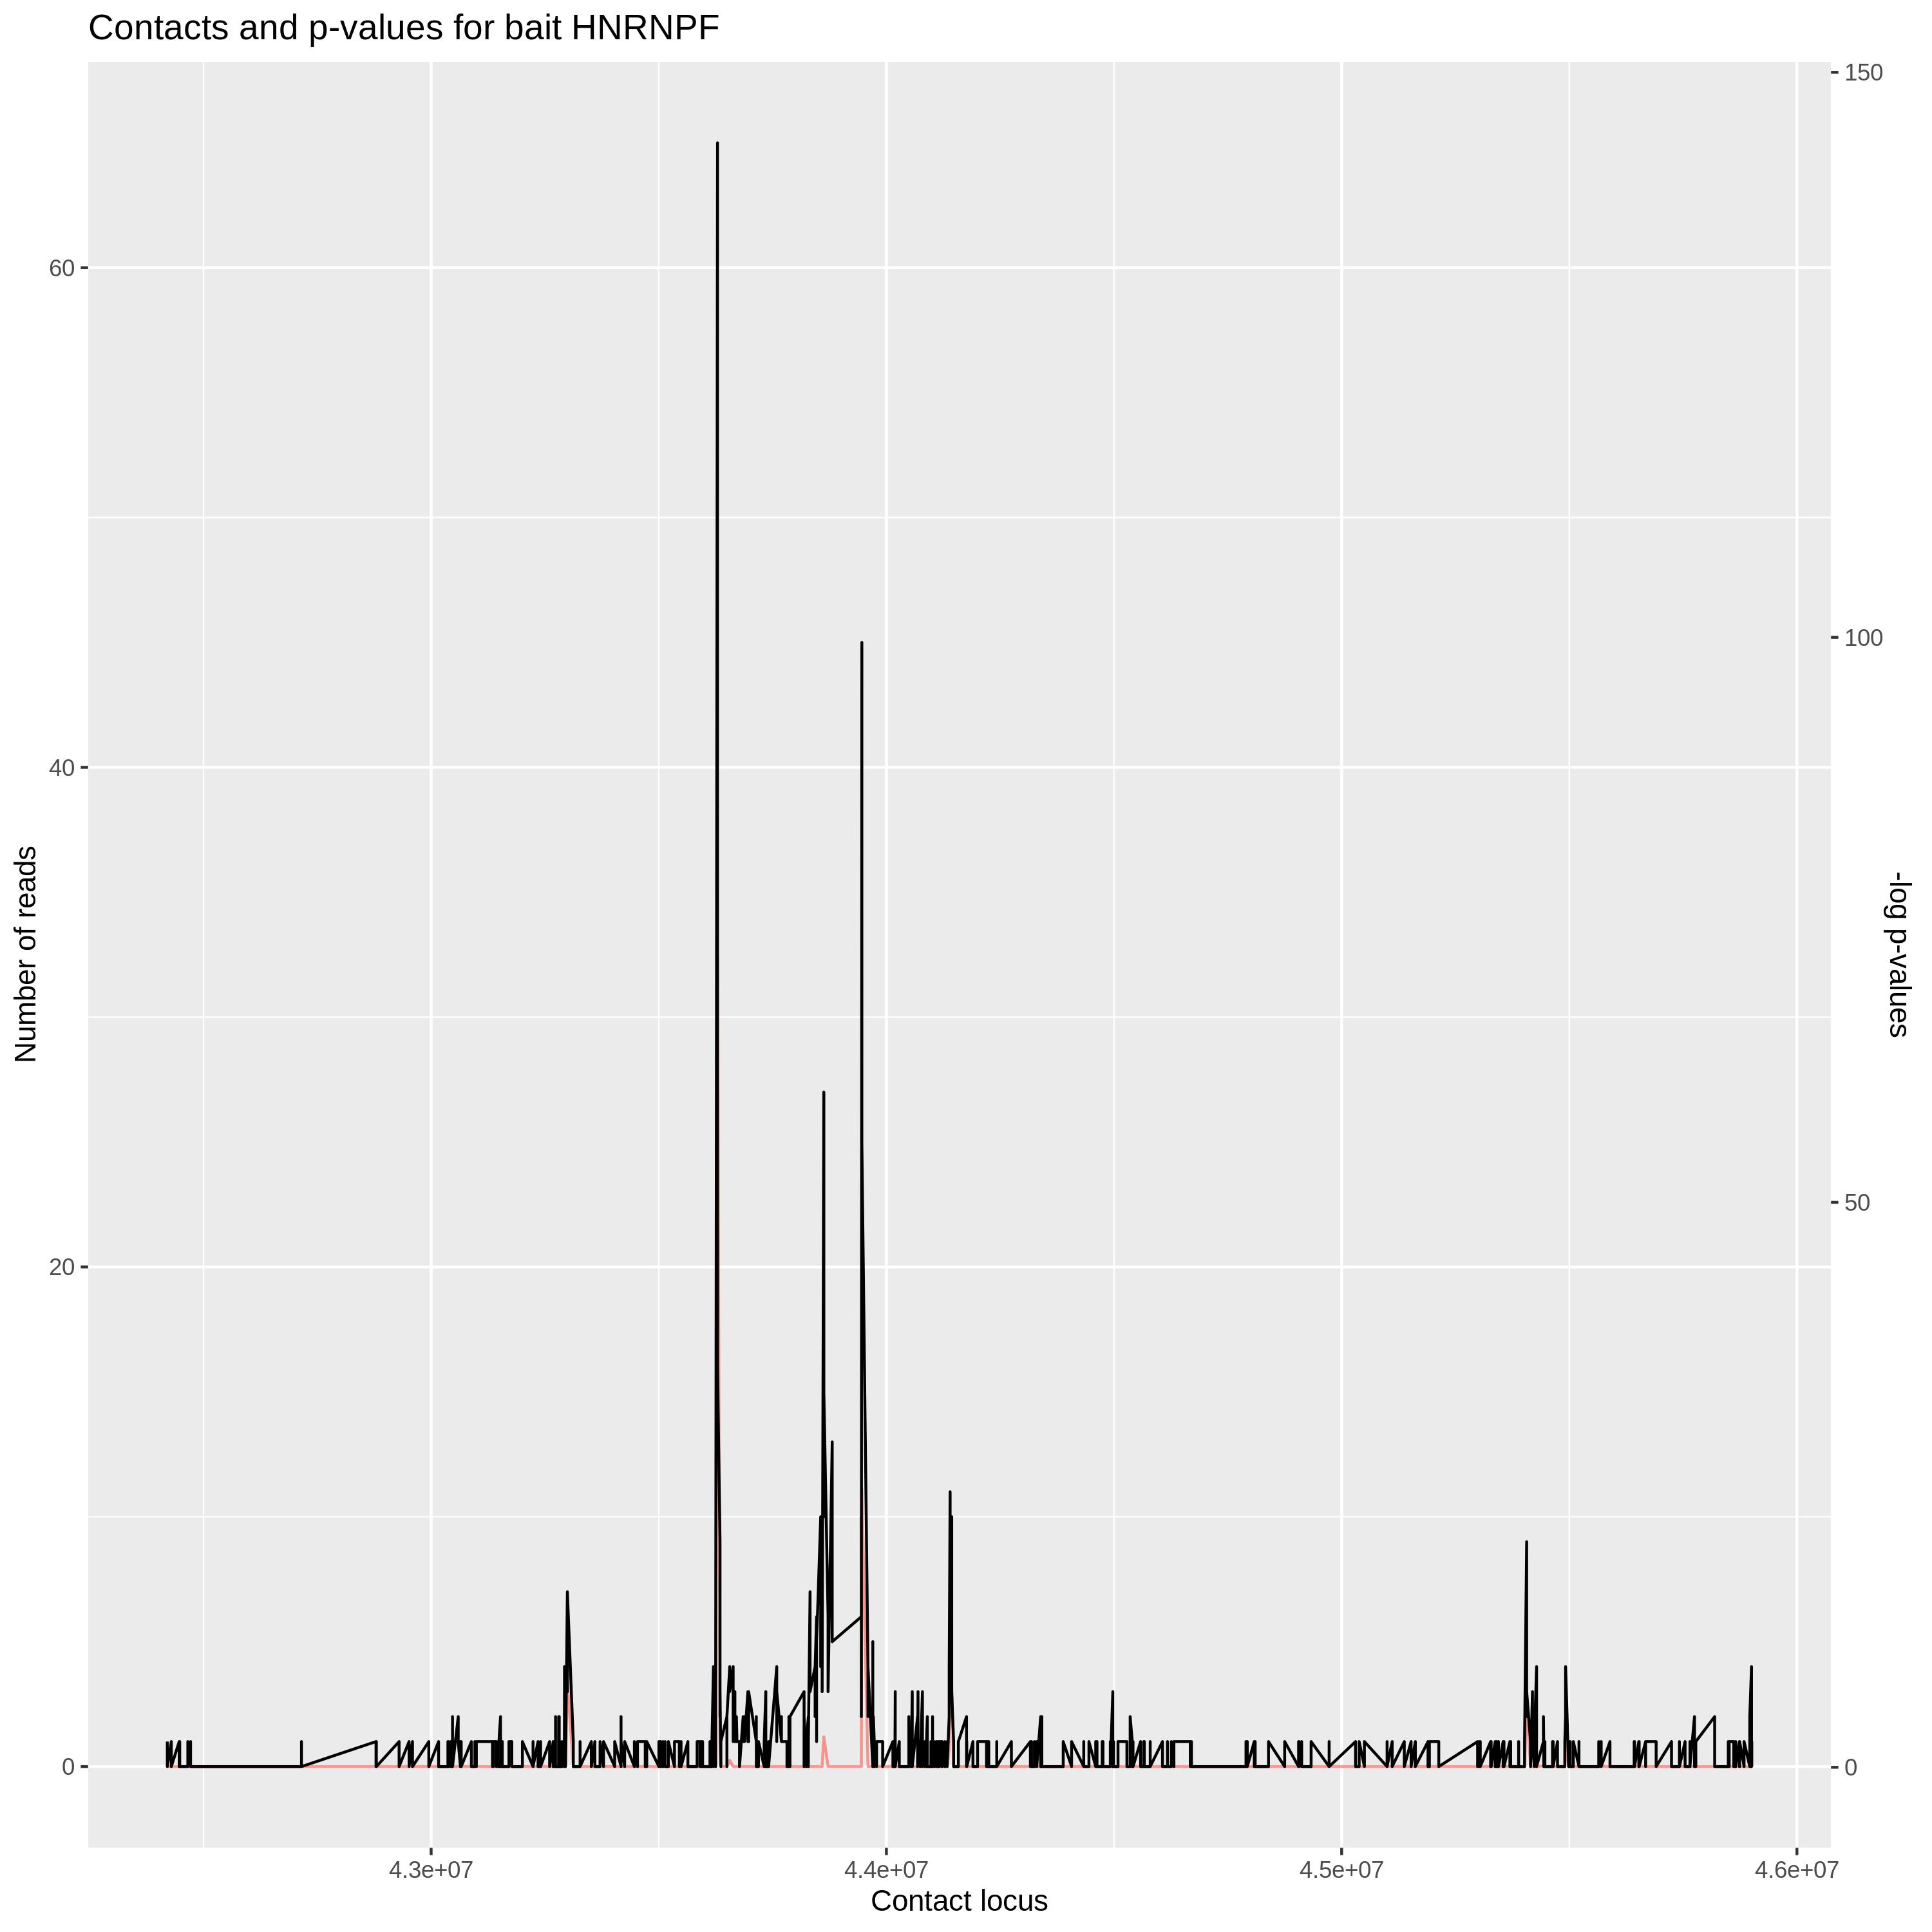 Contacts and p-values for bait HNRNPF
150
60
100
40
Number of reads
-log p-values
50
20
0
0
4.3e+07
4.4e+07
4.5e+07
4.6e+07
Contact locus